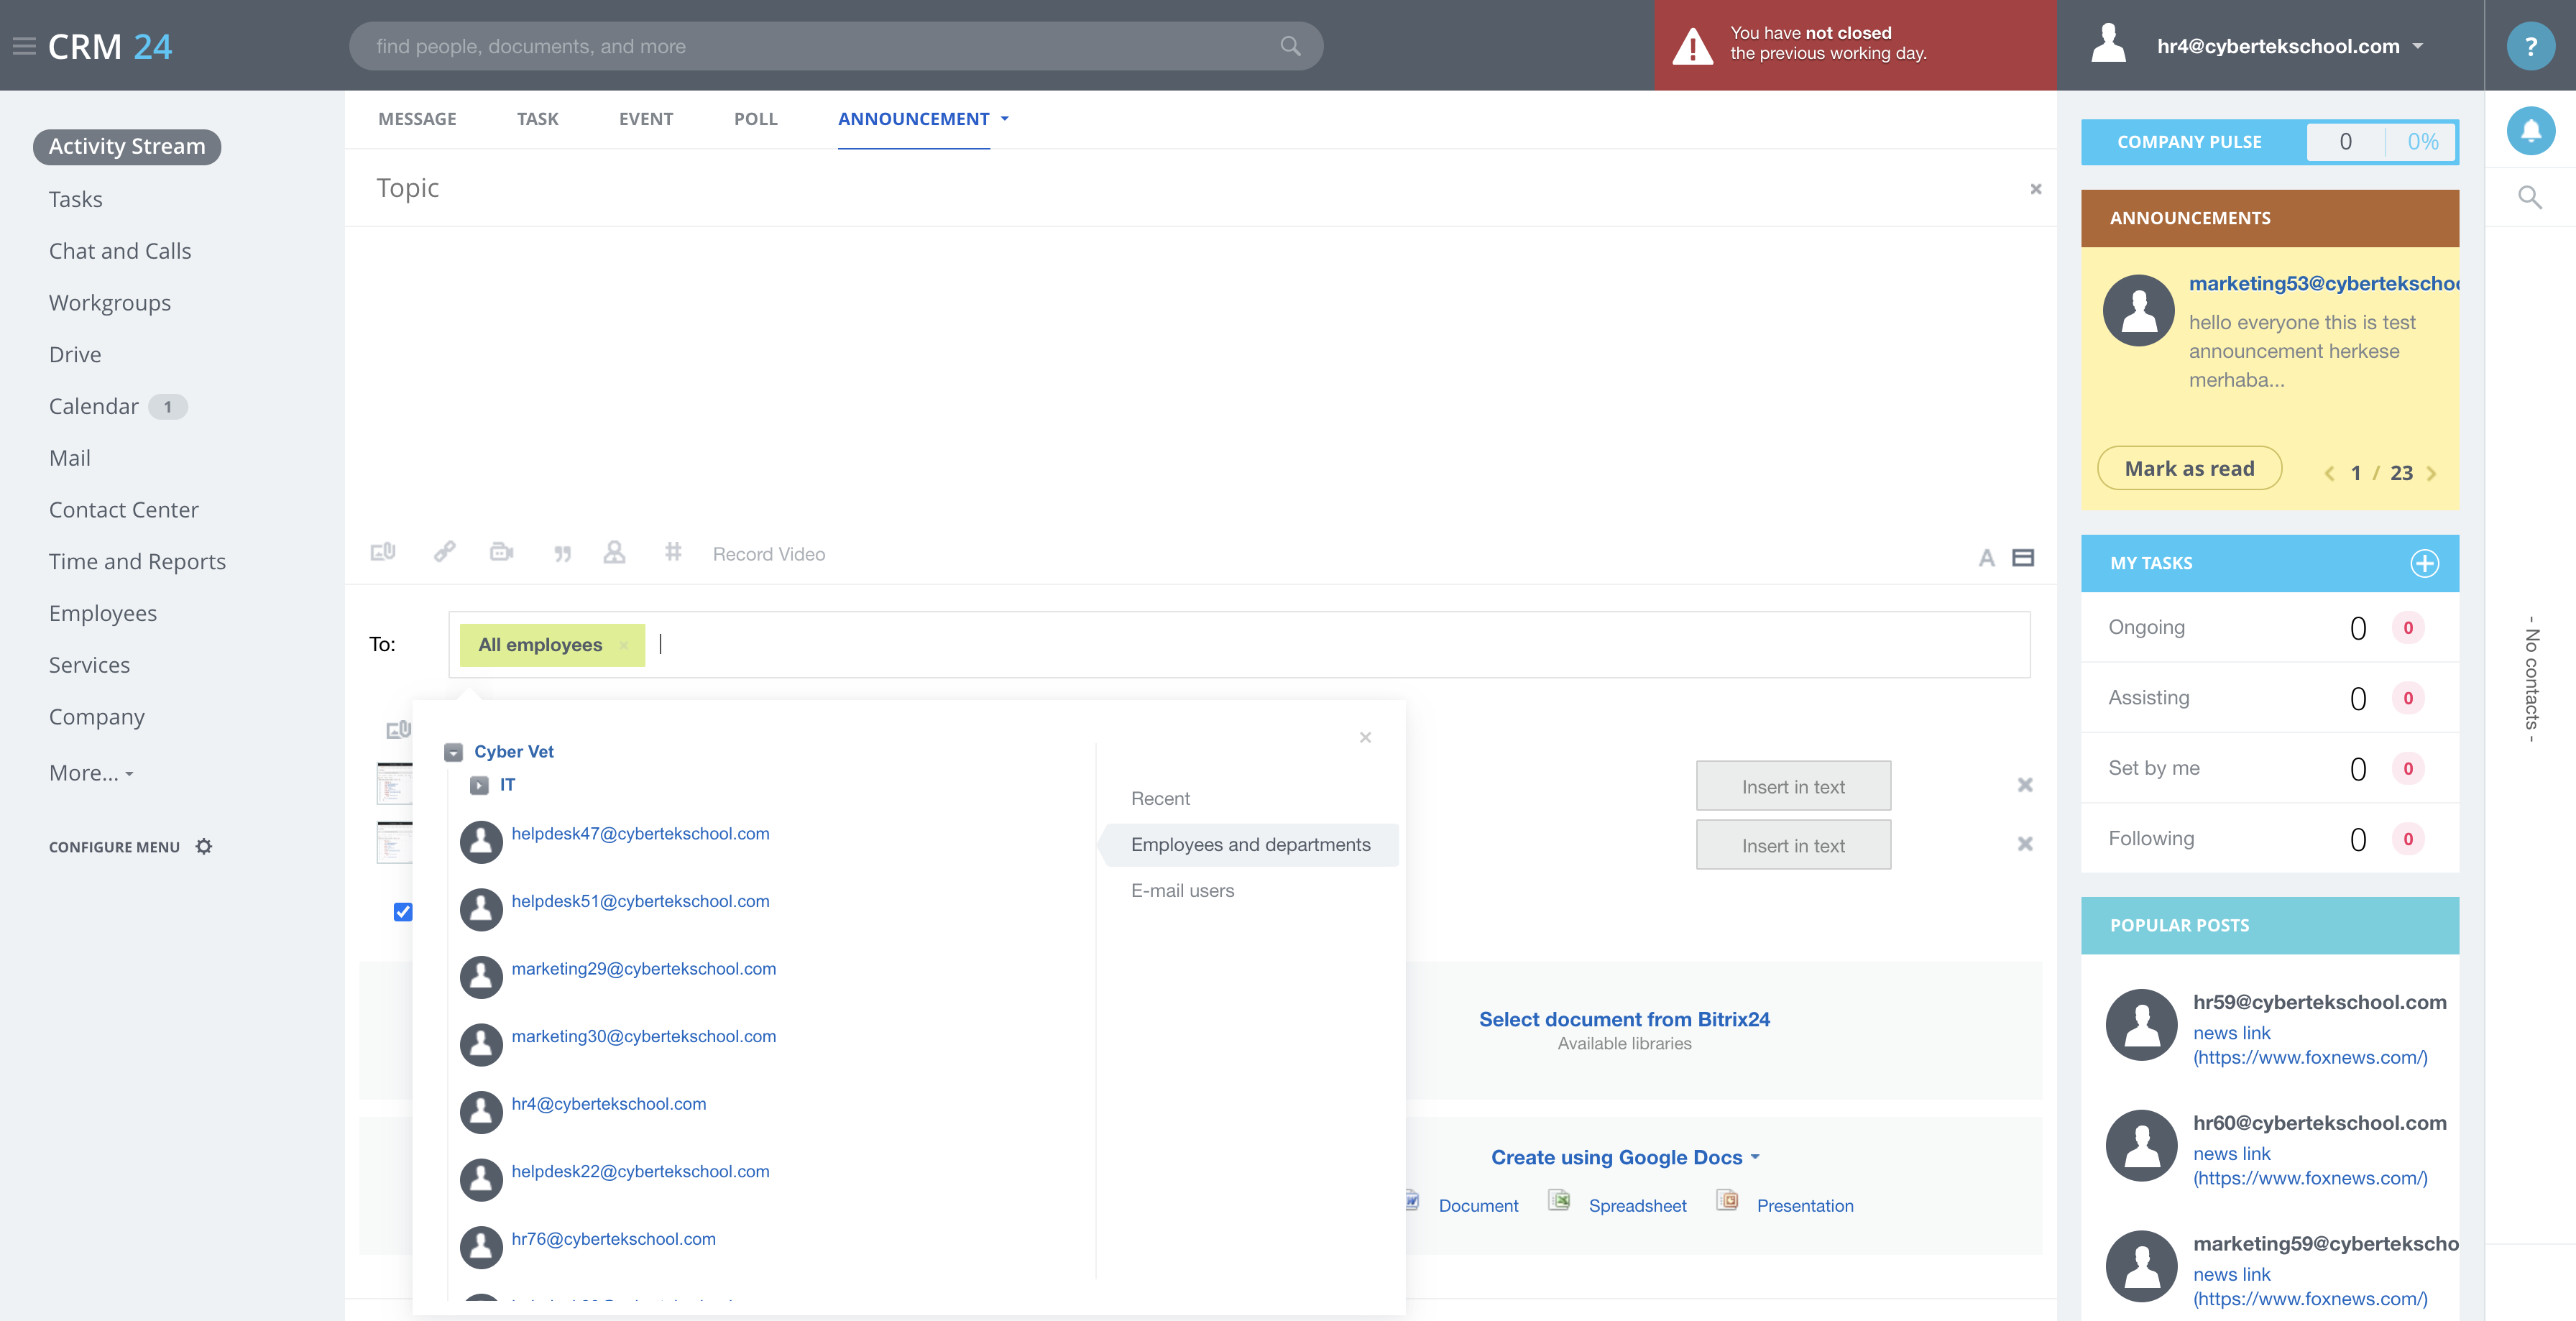 CRM 24
find people, documents, and more
You have not closed
the previous working day.
hr4@cybertekschool.com
?
Activity Stream
Tasks
Chat and Calls
Workgroups
Drive
Calendar 1
Mail
Contact Center
Time and Reports
Employees
Services
Company
More...
CONFIGURE MENU
MESSAGE TASK EVENT POLL ANNOUNCEMENT
Topic
Record Video
A
To: All employees
Cyber Vet
IT
helpdesk47@cybertekschool.com
helpdesk51@cybertekschool.com
marketing29@cybertekschool.com
marketing30@cybertekschool.com
hr4@cybertekschool.com
helpdesk22@cybertekschool.com
hr76@cybertekschool.com
Recent
Employees and departments
E-mail users
Insert in text
Insert in text
Select document from Bitrix24
Available libraries
Create using Google Docs
Document Spreadsheet Presentation
COMPANY PULSE 0 0%
ANNOUNCEMENTS
marketing53@cybertekschoo
hello everyone this is test
announcement herkese
merhaba...
Mark as read 1 / 23
MY TASKS
Ongoing 0 0
Assisting 0 0
Set by me 0 0
Following 0 0
POPULAR POSTS
hr59@cybertekschool.com
news link
(https://www.foxnews.com/)
hr60@cybertekschool.com
news link
(https://www.foxnews.com/)
marketing59@cyberteksCho
news link
(https://www.foxnews.com/)
- No contacts -